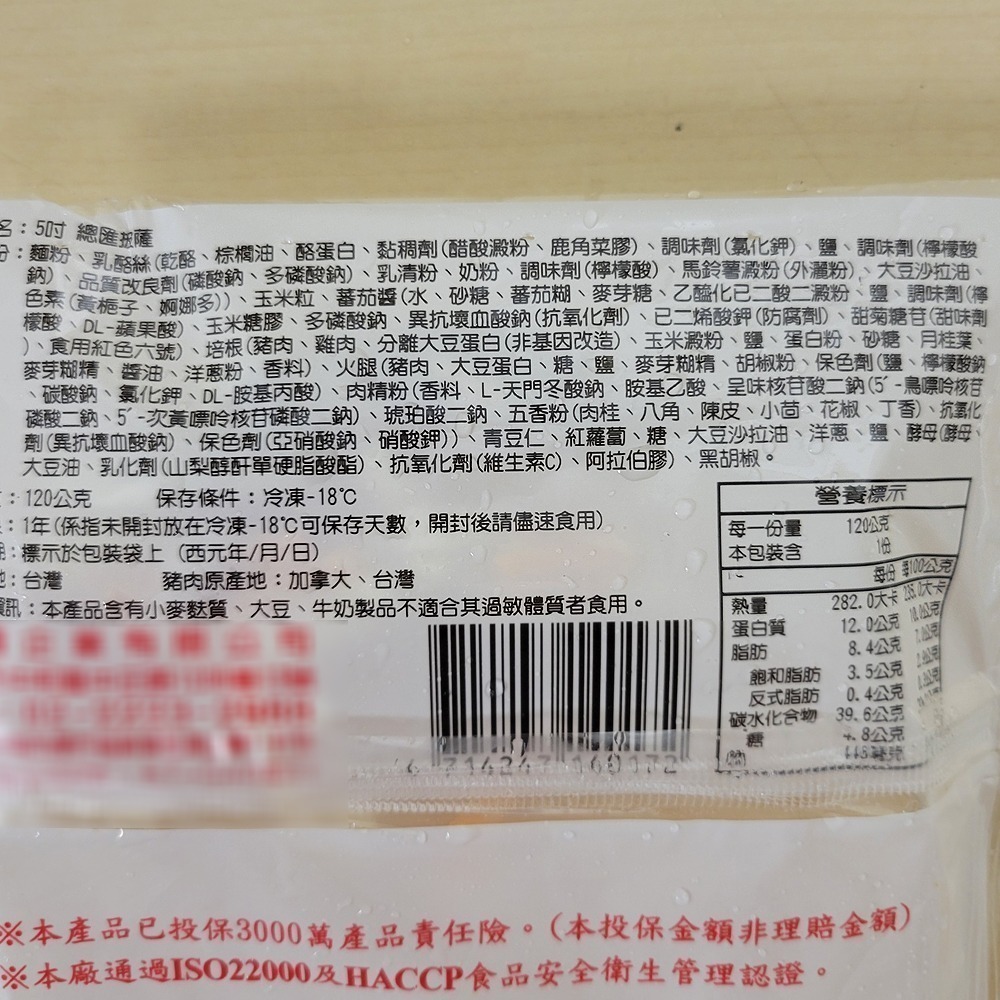 名：5吋 總匯披薩
份：麵粉、乳酪絲(乾酪、棕櫚油、酪蛋白、黏稠劑(醋酸澱粉、鹿角菜膠)、調味劑(氯化鉀)、鹽、調味劑(檸檬酸
鈉)、品質改良劑(磷酸鈉、多磷酸鈉)、乳清粉、奶粉、調味劑(檸檬酸)、馬鈴薯澱粉(外灑粉)、大豆沙拉油、
色素(黃梔子、婀娜多))、玉米粒、蕃茄醬(水、砂糖、蕃茄糊、麥芽糖、乙醯化己二酸二澱粉、鹽、調味劑(檸
檬酸、DL-蘋果酸)、玉米糖膠、多磷酸鈉、異抗壞血酸鈉(抗氧化劑)、己二烯酸鉀(防腐劑)、甜菊糖苷(甜味劑
)、食用紅色六號)、培根(豬肉、雞肉、分離大豆蛋白(非基因改造)、玉米澱粉、鹽、蛋白粉、砂糖、月桂葉、
麥芽糊精、醬油、洋蔥粉、香料)、火腿(豬肉、大豆蛋白、糖、鹽、麥芽糊精、胡椒粉、保色劑(鹽、檸檬酸鈉
、碳酸鈉、氯化鉀、DL-胺基丙酸)、肉精粉(香料、L-天門冬酸鈉、胺基乙酸、呈味核苷酸二鈉(5´-鳥嘌呤核苷
磷酸二鈉、5´-次黃嘌呤核苷磷酸二鈉)、琥珀酸二鈉、五香粉(肉桂、八角、陳皮、小茴、花椒、丁香)、抗氧化
劑(異抗壞血酸鈉)、保色劑(亞硝酸鈉、硝酸鉀))、青豆仁、紅蘿蔔、糖、大豆沙拉油、洋蔥、鹽、酵母(酵母、
大豆油、乳化劑(山梨醇酐單硬脂酸酯)、抗氧化劑(維生素C)、阿拉伯膠)、黑胡椒。
：120公克 保存條件：冷凍-18℃
：1年(係指未開封放在冷凍-18℃可保存天數，開封後請儘速食用)
期：標示於包裝袋上 (西元年/月/日)
地：台灣 豬肉原產地：加拿大、台灣
資訊：本產品含有小麥麩質、大豆、牛奶製品不適合其過敏體質者食用。
營養標示
每一份量 120公克
本包裝含 1份
每份 每100公克
熱量 282.0大卡 235.0大卡
蛋白質 12.0公克 10.0公克
脂肪 8.4公克 7.0公克
飽和脂肪 3.5公克
反式脂肪 0.4公克
碳水化合物 39.6公克
糖 4.8公克
鈉
※本產品已投保3000萬產品責任險。(本投保金額非理賠金額)
※本廠通過ISO22000及HACCP食品安全衛生管理認證。